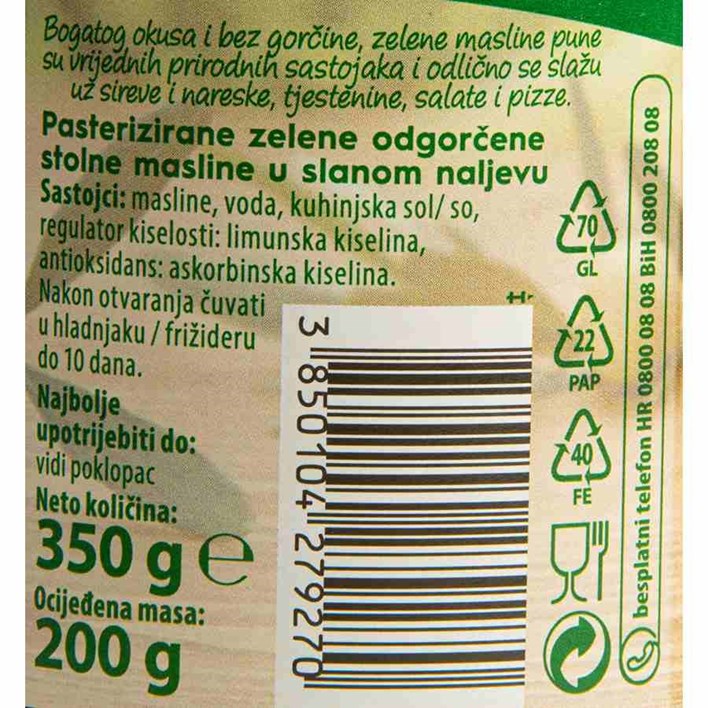 Bogatog okusa i bez gorčine, zelene masline pune
su vrijednih prirodnih sastojaka i odlično se slažu
uz sireve i nareske, tjestenine, salate i pizze.
Pasterizirane zelene odgorčene
stolne masline u slanom naljevu
Sastojci: masline, voda, kuhinjska sol/ so,
regulator kiselosti: limunska kiselina,
antioksidans: askorbinska kiselina.
Nakon otvaranja čuvati
u hladnjaku / frižideru
do 10 dana.
Najbolje
upotrijebiti do:
vidi poklopac
Neto količina:
350 g e
Ocijeđena masa:
200 g
3 850104 279270
70
GL
22
PAP
40
FE
besplatni telefon HR 0800 08 08 BiH 0800 208 08